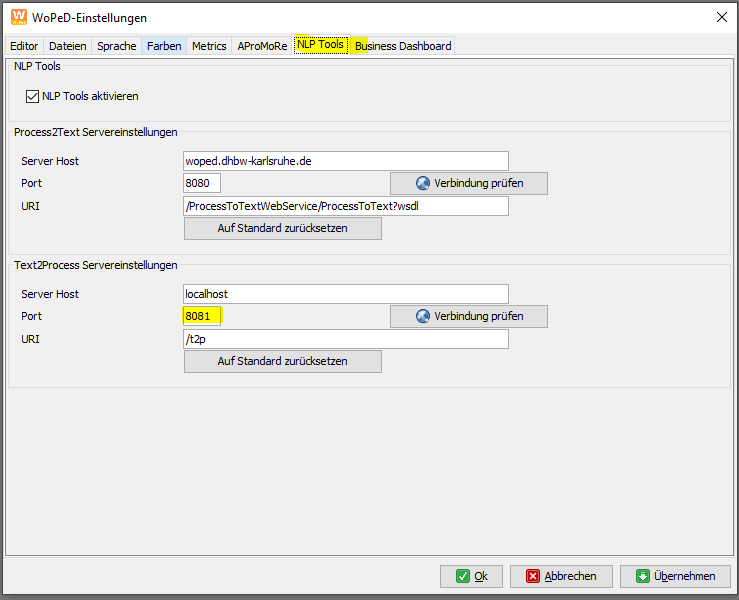 WoPeD-Einstellungen
Editor Dateien Sprache Farben Metrics AProMoRe NLP Tools Business Dashboard
NLP Tools
NLP Tools aktivieren
Process2Text Servereinstellungen
Server Host woped.dhbw-karlsruhe.de
Port 8080 Verbindung prüfen
URI /ProcessToTextWebService/ProcessToText?wsdl
Auf Standard zurücksetzen
Text2Process Servereinstellungen
Server Host localhost
Port 8081 Verbindung prüfen
URI /t2p
Auf Standard zurücksetzen
Ok Abbrechen Übernehmen